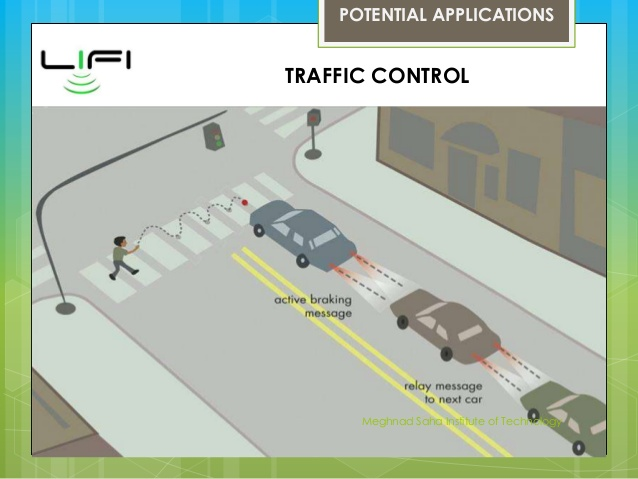 POTENTIAL APPLICATIONS
LIFI
TRAFFIC CONTROL
active braking
message
relay message
to next car
Meghnad Saha Institute of Technology